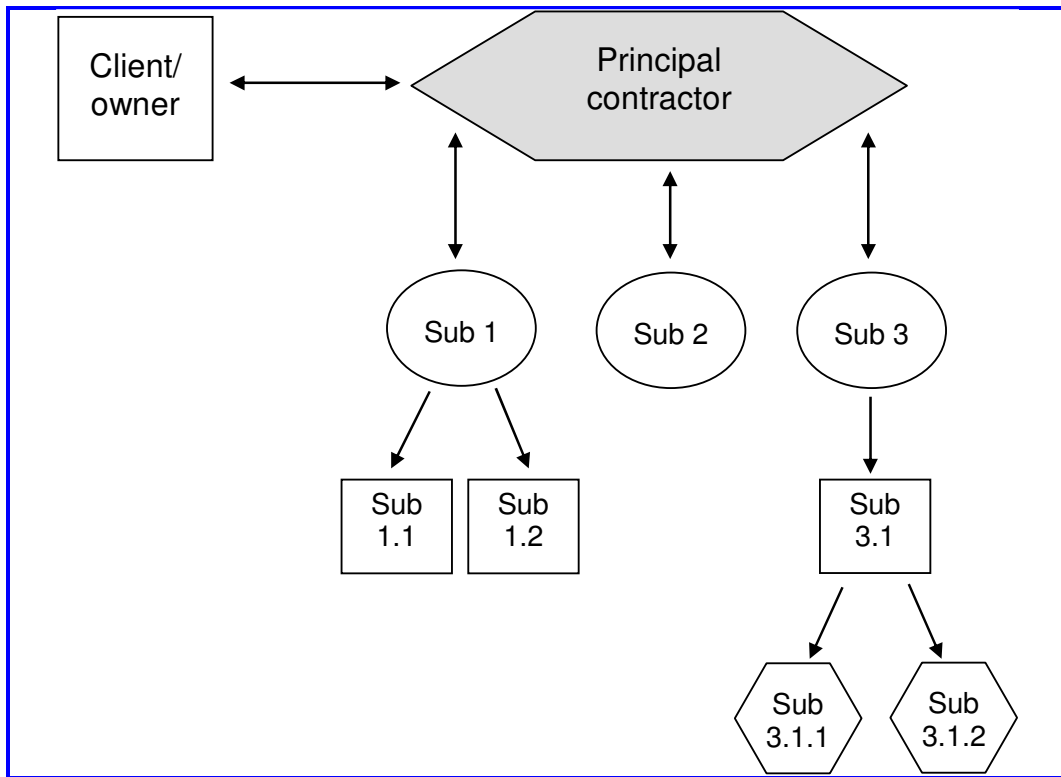 Client/
owner
Principal
contractor
Sub 1
Sub 2
Sub 3
Sub
1.1
Sub
1.2
Sub
3.1
Sub
3.1.1
Sub
3.1.2